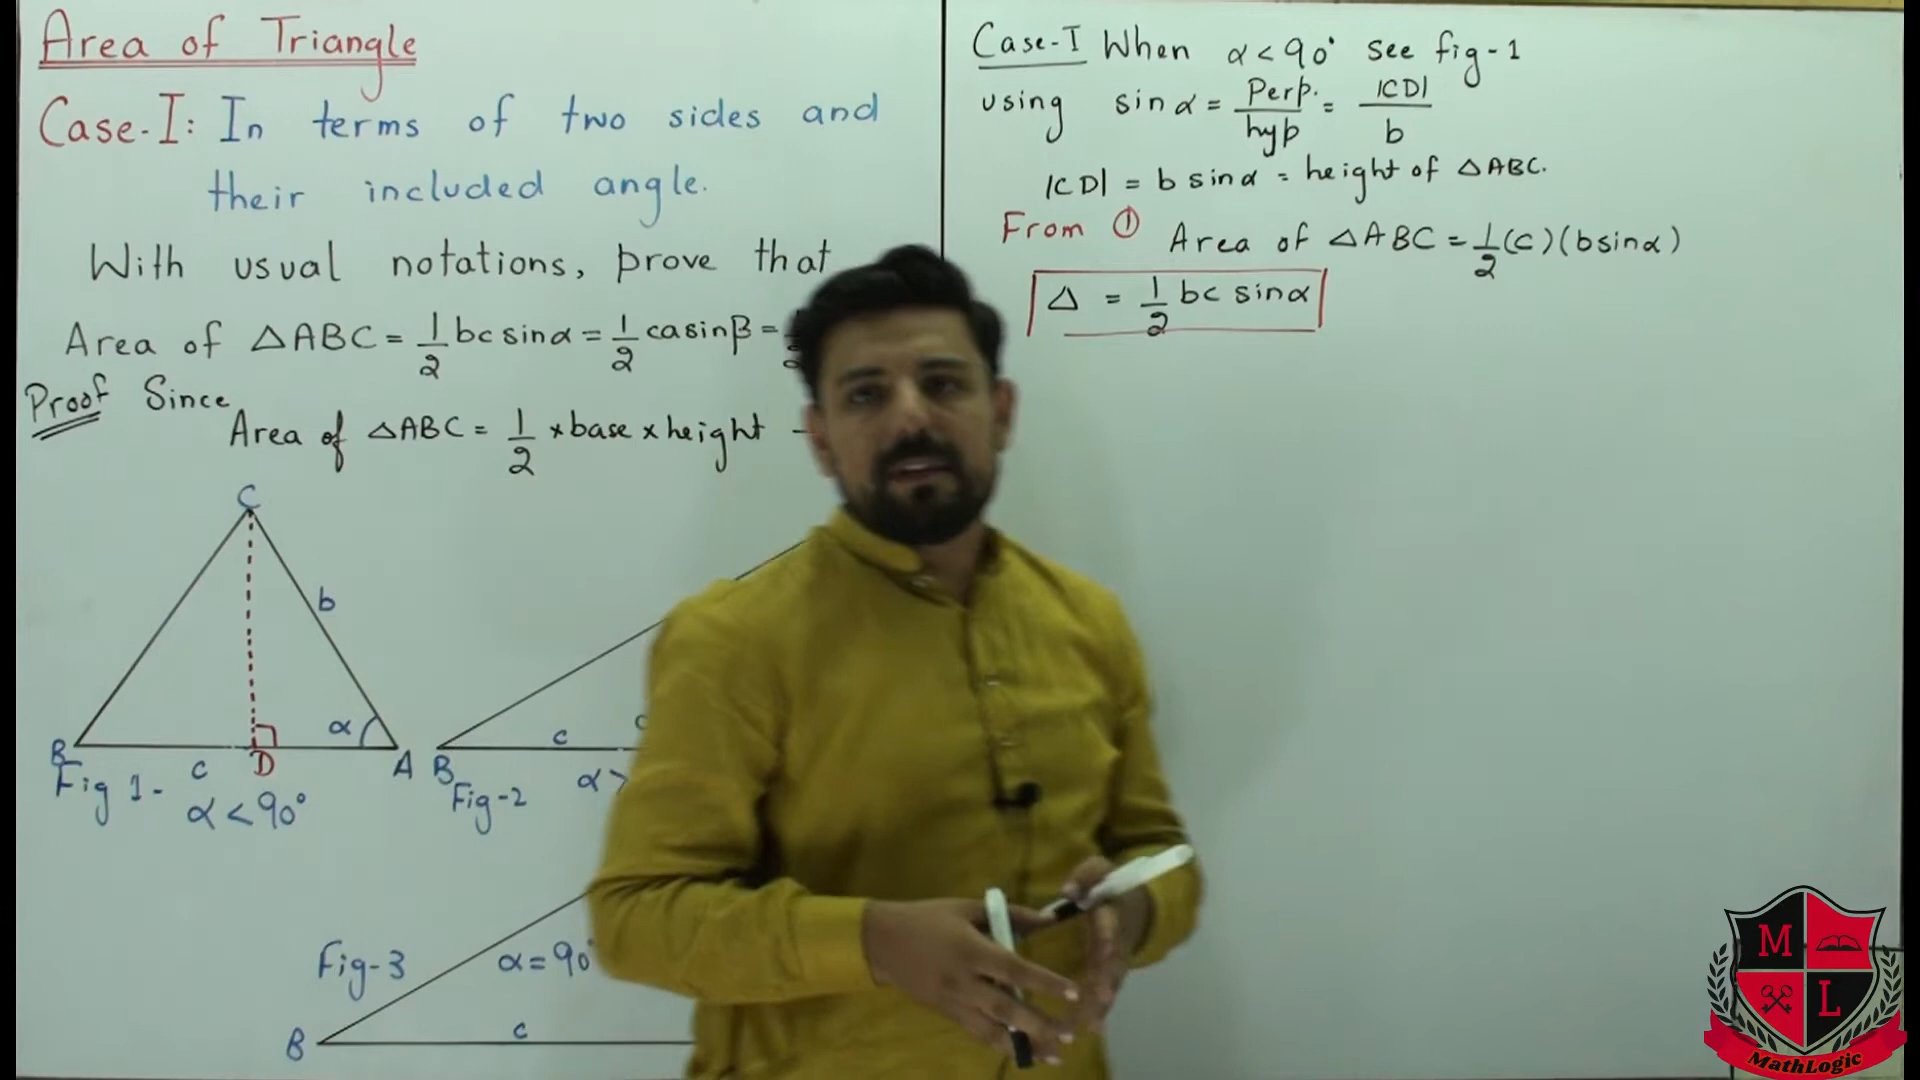 Area of Triangle
Case-I: In terms of two sides and
their included angle.
With usual notations, prove that
Area of △ABC = 1/2 bc sinα = 1/2 ca sinβ =
Proof Since
Area of △ABC = 1/2 × base × height
C
b
α
B
c
D
A
Fig 1-
α < 90°
B
c
Fig-2
α >
Fig-3
α = 90°
B
c
Case-I When α < 90° see fig-1
using sinα = Perp./hyp = |CD|/b
|CD| = b sinα = height of △ABC.
From ① Area of △ABC = 1/2 (c)(b sinα)
△ = 1/2 bc sinα
M
L
MathLogic